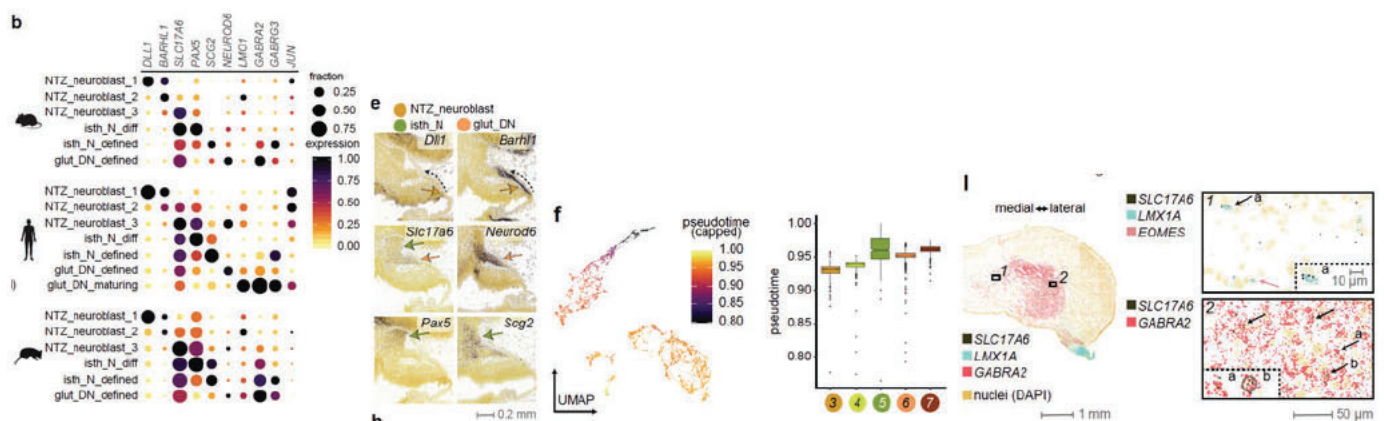 b
DLL1
BARHL1
SLC17A6
PAX5
SCG2
NEUROD6
LMC1
GABRA2
GABRG3
JUN
NTZ_neuroblast_1
NTZ_neuroblast_2
NTZ_neuroblast_3
isth_N_diff
isth_N_defined
glut_DN_defined
NTZ_neuroblast_1
NTZ_neuroblast_2
NTZ_neuroblast_3
isth_N_diff
isth_N_defined
glut_DN_defined
glut_DN_maturing
NTZ_neuroblast_1
NTZ_neuroblast_2
NTZ_neuroblast_3
isth_N_diff
isth_N_defined
glut_DN_defined
fraction
0.25
0.50
0.75
expression
1.00
0.75
0.50
0.25
0.00
e
NTZ_neuroblast
isth_N glut_DN
Dll1 Barhl1
Slc17a6 Neurod6
Pax5 Scg2
0.2 mm
f
pseudotime
(capped)
1.00
0.95
0.90
0.85
0.80
UMAP
pseudotime
1.00
0.95
0.90
0.85
0.80
3 4 5 6 7
l
medial lateral
1
2
SLC17A6
LMX1A
GABRA2
nuclei (DAPI)
1 mm
SLC17A6
LMX1A
EOMES
1 a
a
10 µm
SLC17A6
GABRA2
2
a
b
a b
50 µm